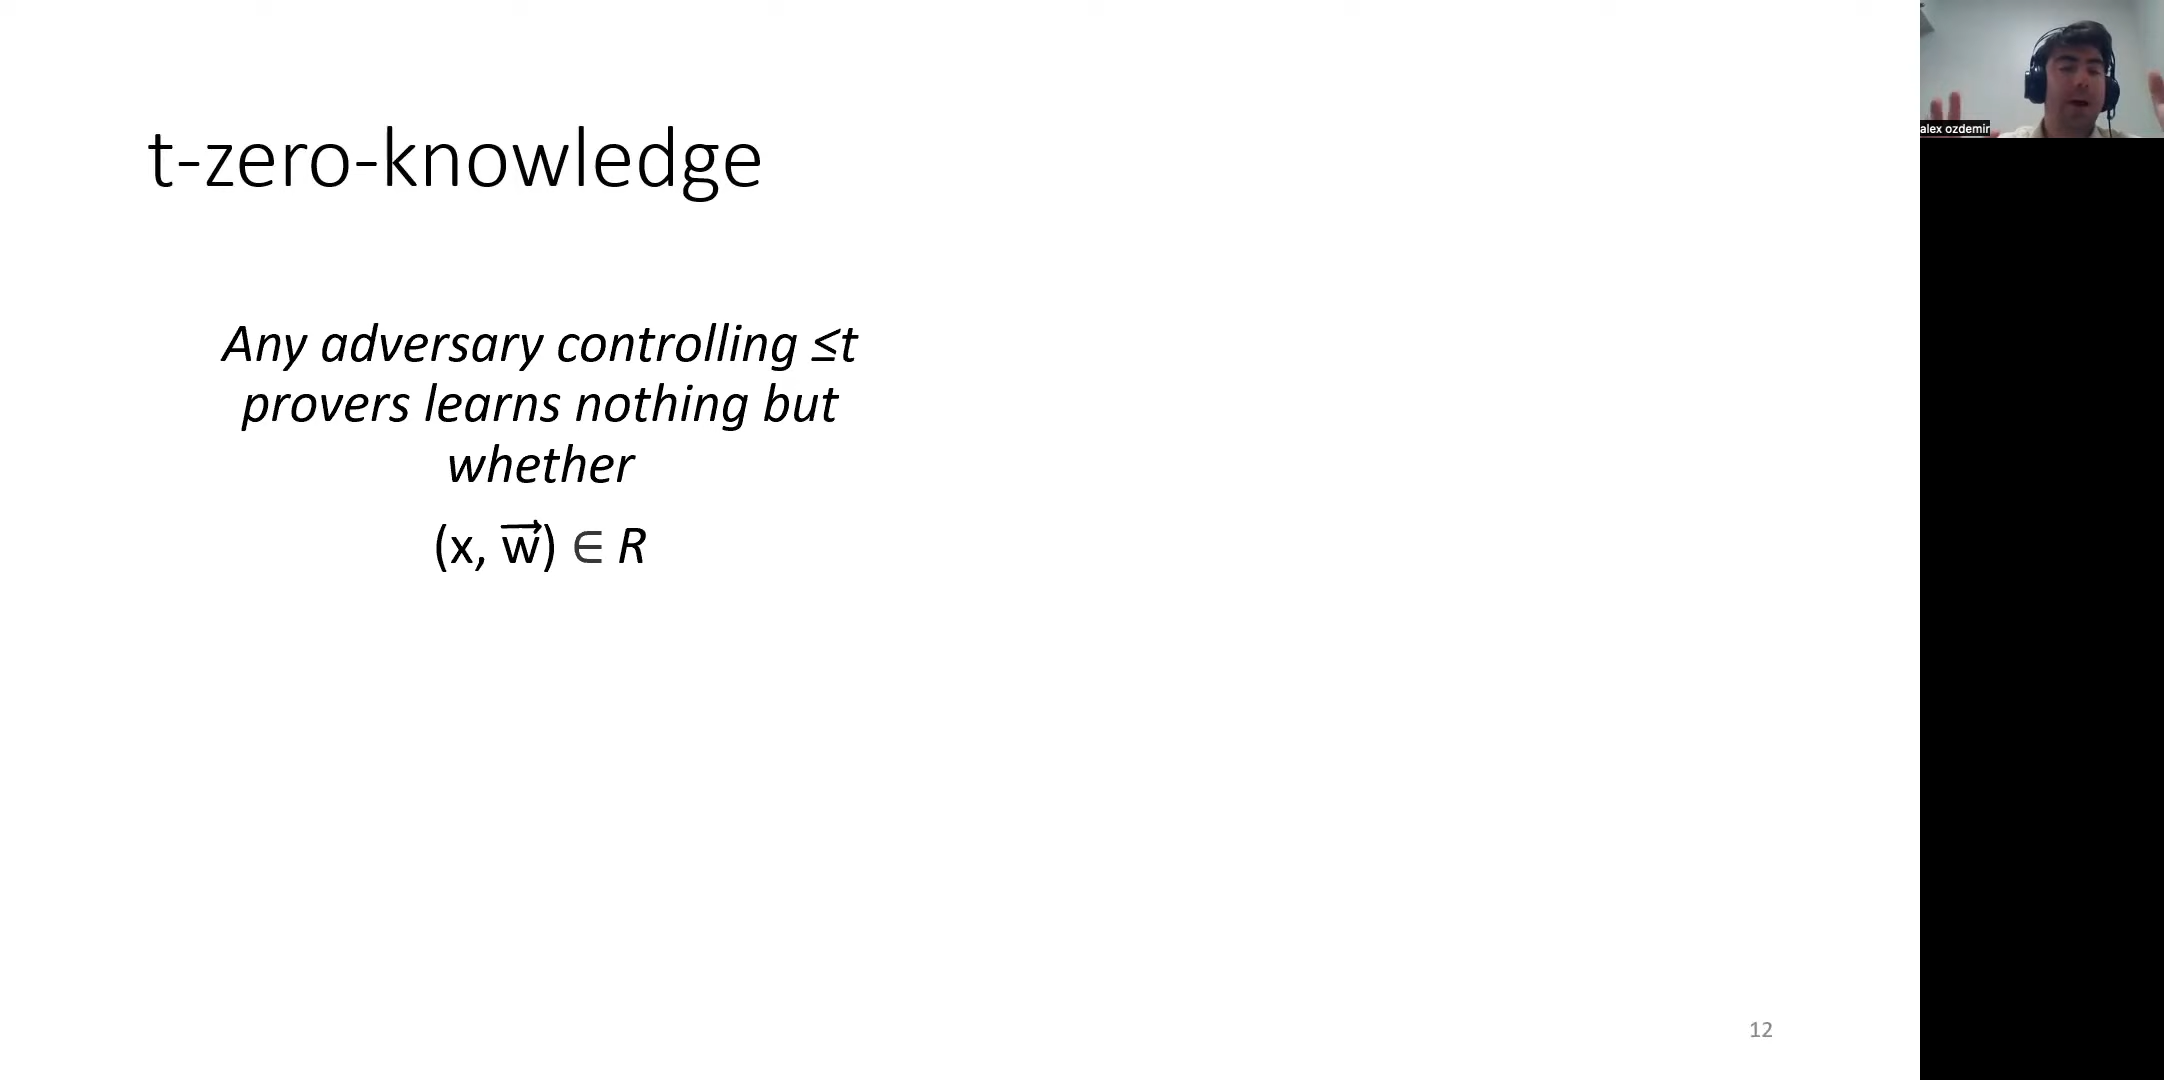 t-zero-knowledge
Any adversary controlling ≤t
provers learns nothing but
whether
(x, w⃗) ∈ R
12
alex ozdemir